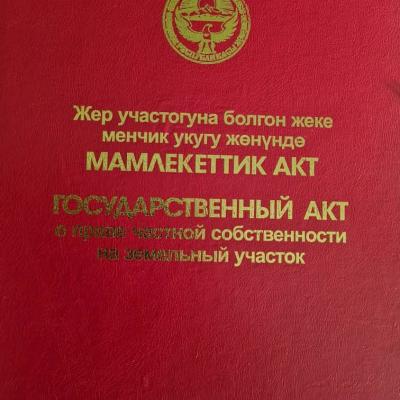 Жер участогуна болгон жеке
менчик укугу жөнүндө
МАМЛЕКЕТТИК АКТ
ГОСУДАРСТВЕННЫЙ АКТ
о праве частной собственности
на земельный участок